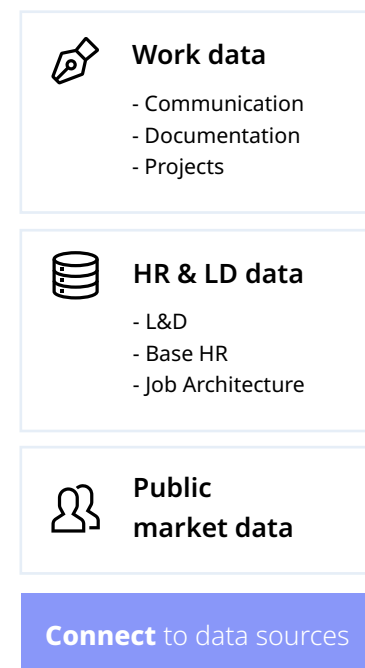 Work data
- Communication
- Documentation
- Projects
HR & LD data
- L&D
- Base HR
- Job Architecture
Public
market data
Connect to data sources